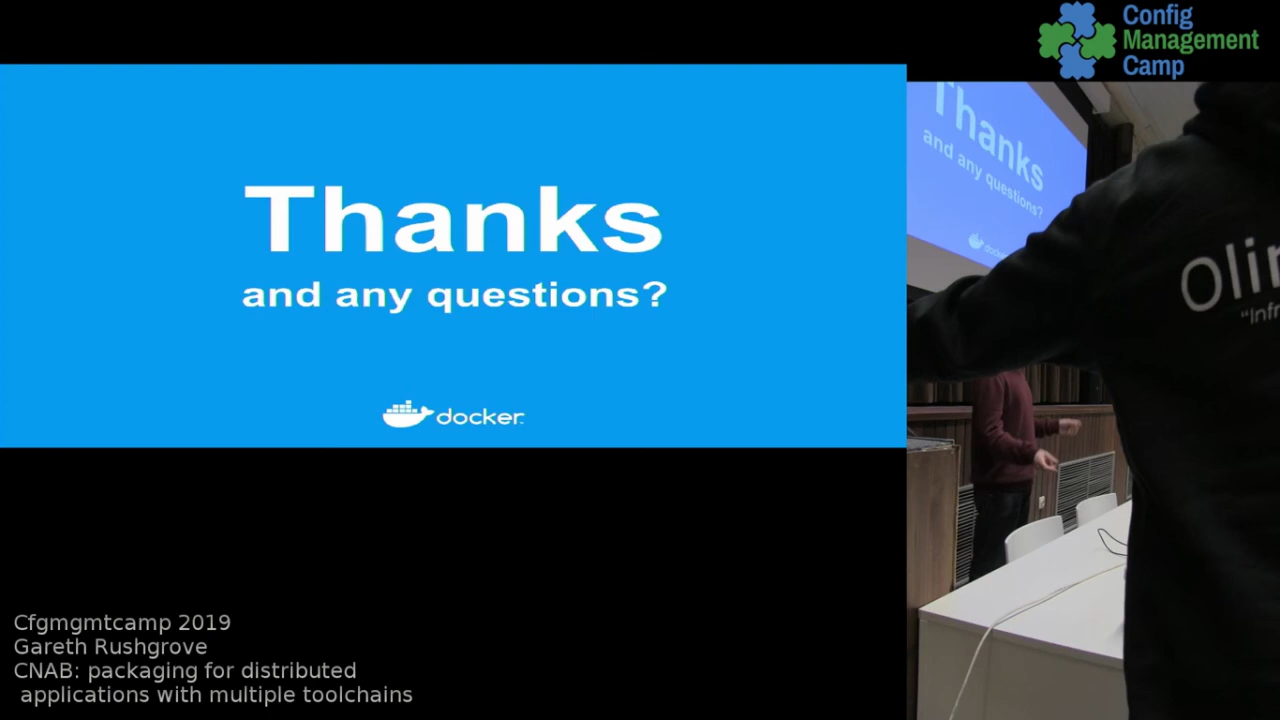 Config
Management
Camp
Thanks
and any questions?
docker
Thanks
and any questions?
Cfgmgmtcamp 2019
Gareth Rushgrove
CNAB: packaging for distributed
applications with multiple toolchains